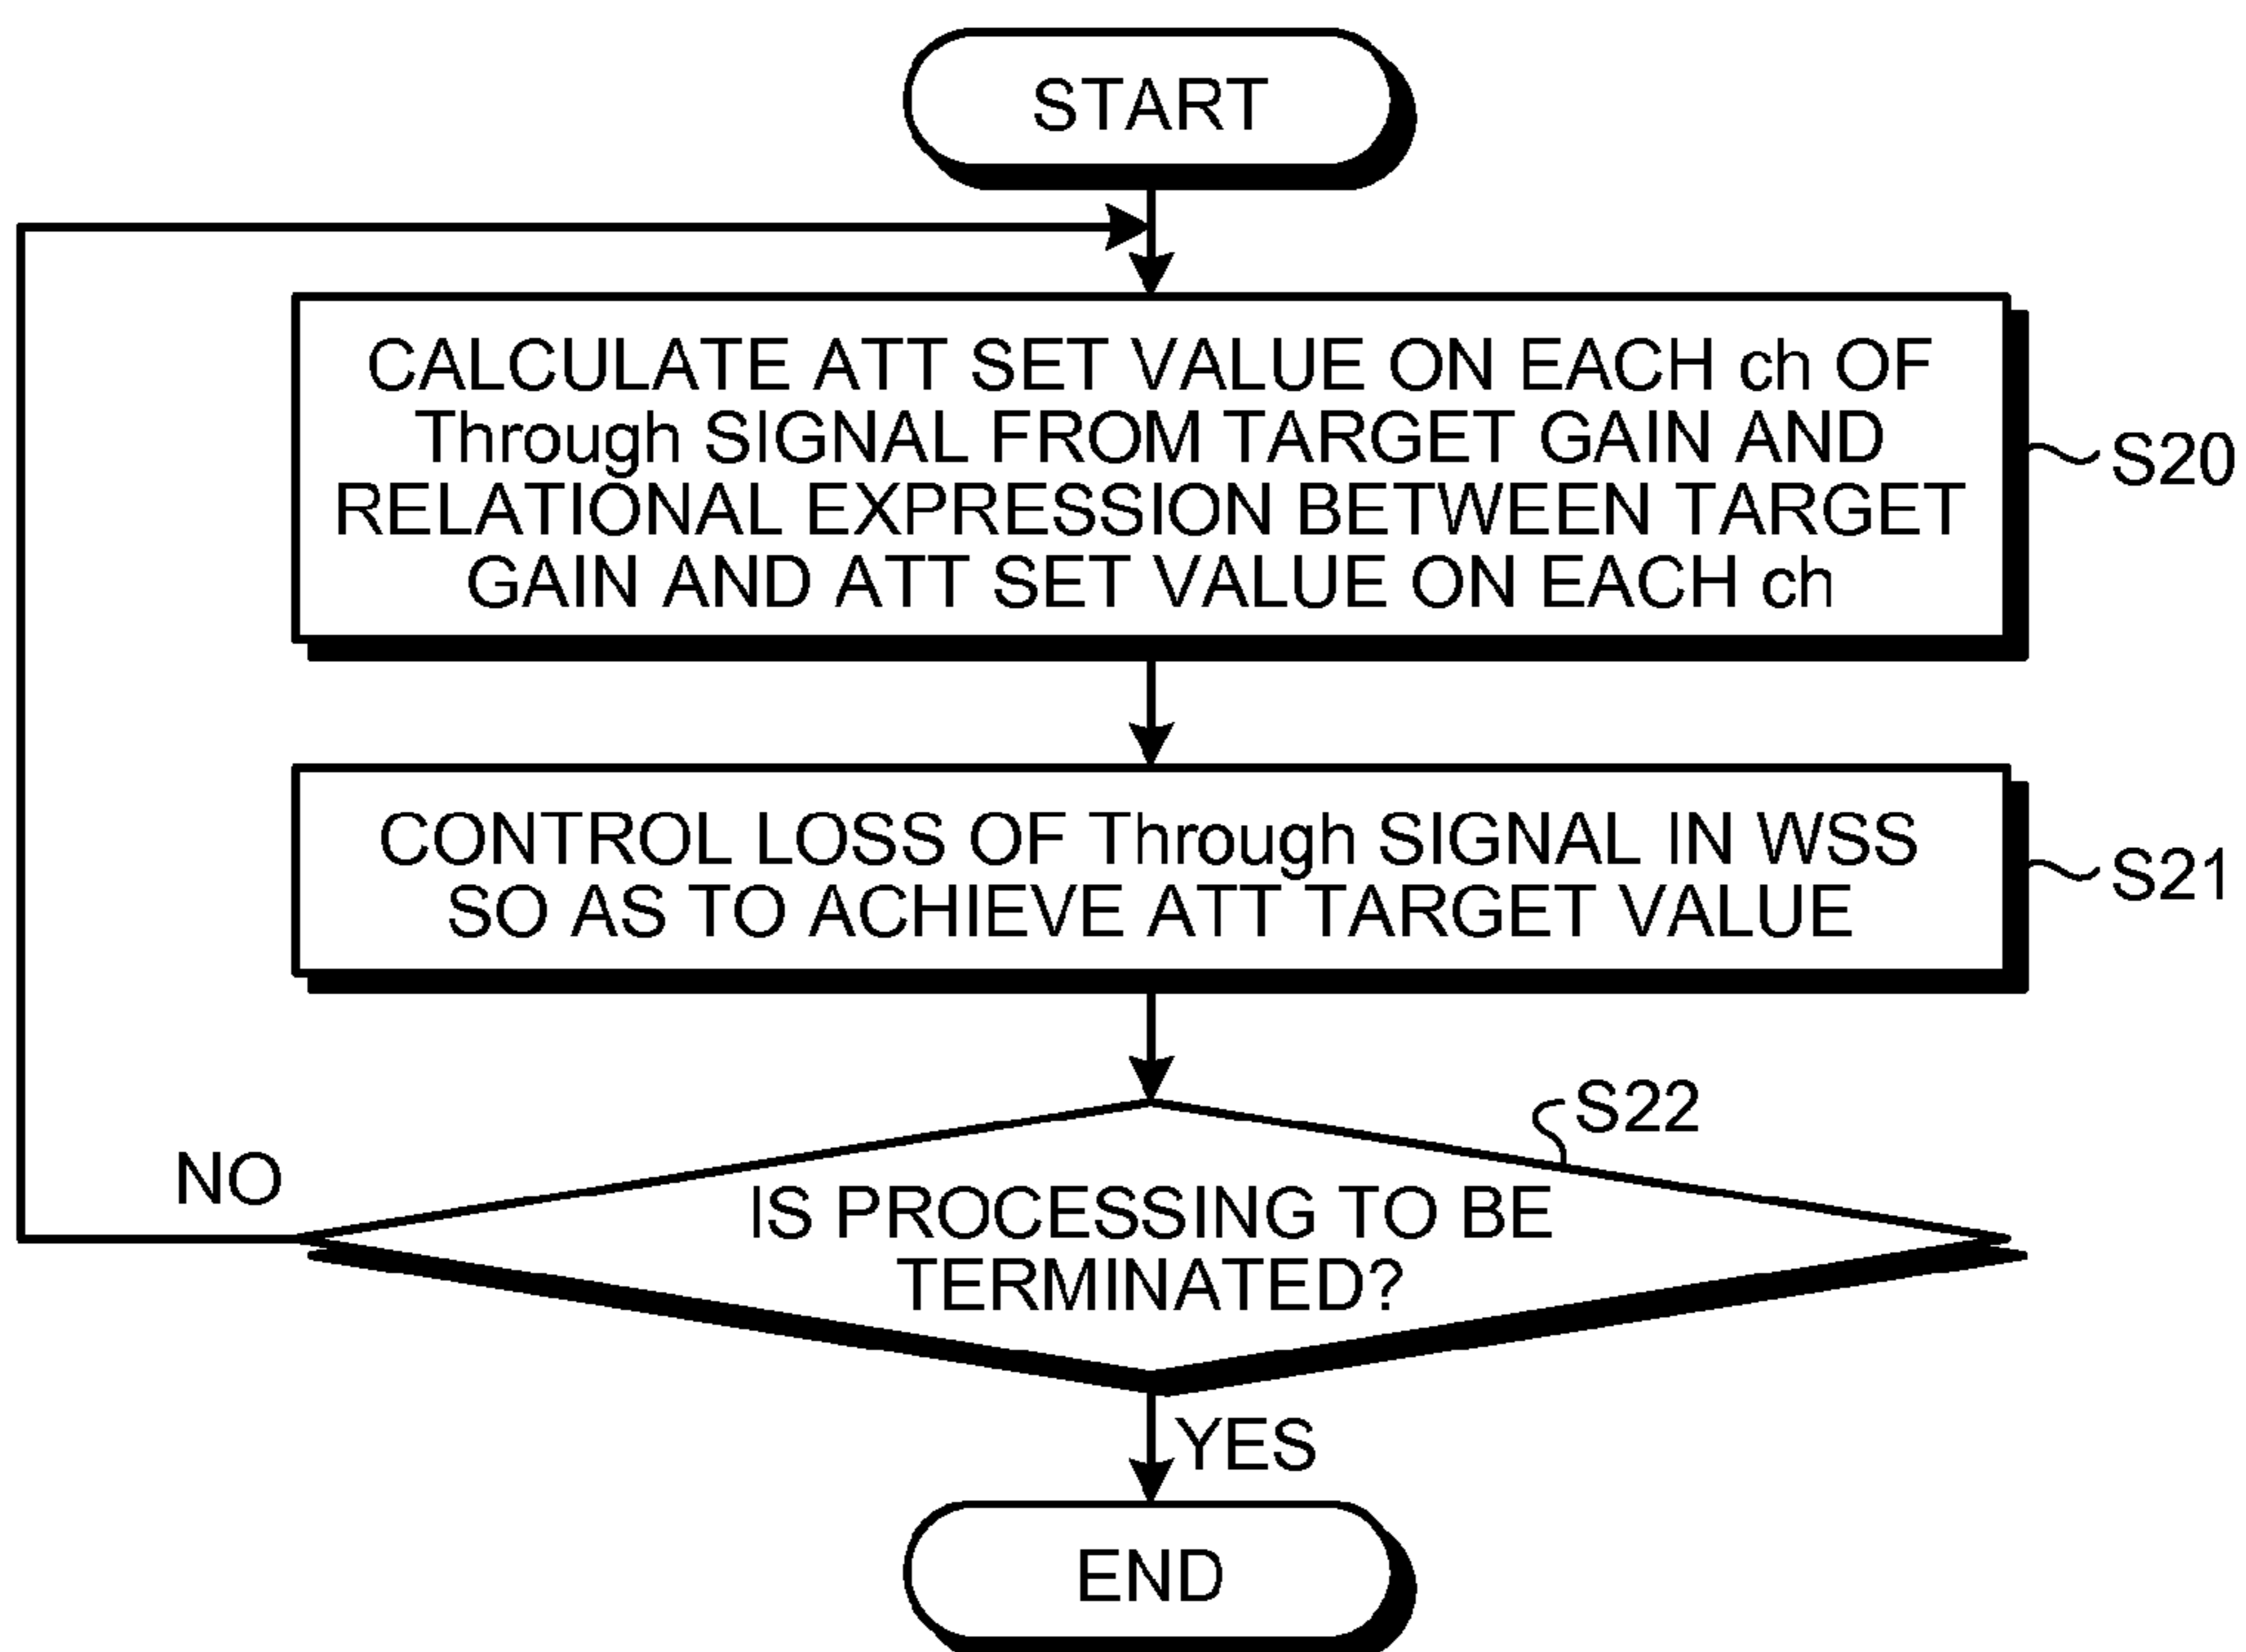 START
CALCULATE ATT SET VALUE ON EACH ch OF
Through SIGNAL FROM TARGET GAIN AND
RELATIONAL EXPRESSION BETWEEN TARGET
GAIN AND ATT SET VALUE ON EACH ch
S20
CONTROL LOSS OF Through SIGNAL IN WSS
SO AS TO ACHIEVE ATT TARGET VALUE
S21
S22
NO
IS PROCESSING TO BE
TERMINATED?
YES
END